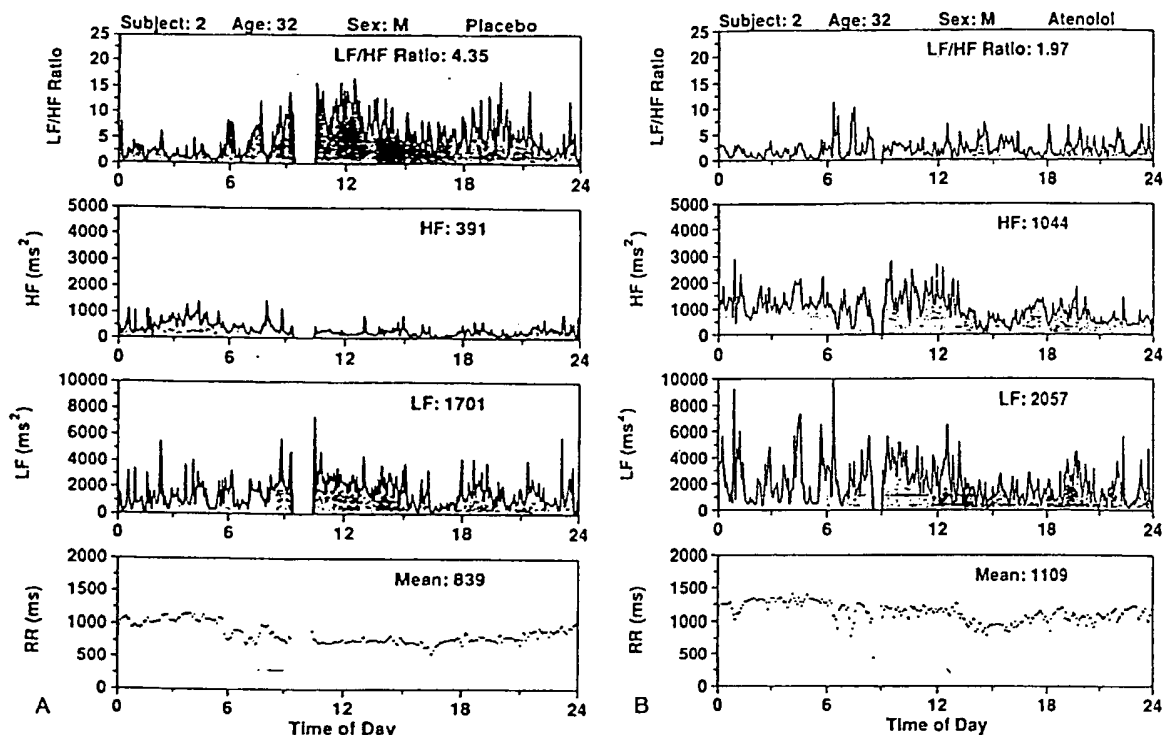 Subject: 2 Age: 32 Sex: M Placebo
LF/HF Ratio: 4.35
LF/HF Ratio
25
20
15
10
5
0
0 6 12 18 24
HF: 391
HF (ms²)
5000
4000
3000
2000
1000
0
0 6 12 18 24
LF: 1701
LF (ms²)
10000
8000
6000
4000
2000
0
0 6 12 18 24
Mean: 839
RR (ms)
2000
1500
1000
500
0
0 6 12 18 24
Time of Day
A
Subject: 2 Age: 32 Sex: M Atenolol
LF/HF Ratio: 1.97
LF/HF Ratio
25
20
15
10
5
0
0 6 12 18 24
HF: 1044
HF (ms²)
5000
4000
3000
2000
1000
0
0 6 12 18 24
LF: 2057
LF (ms²)
10000
8000
6000
4000
2000
0
0 6 12 18 24
Mean: 1109
RR (ms)
2000
1500
1000
500
0
0 6 12 18 24
Time of Day
B